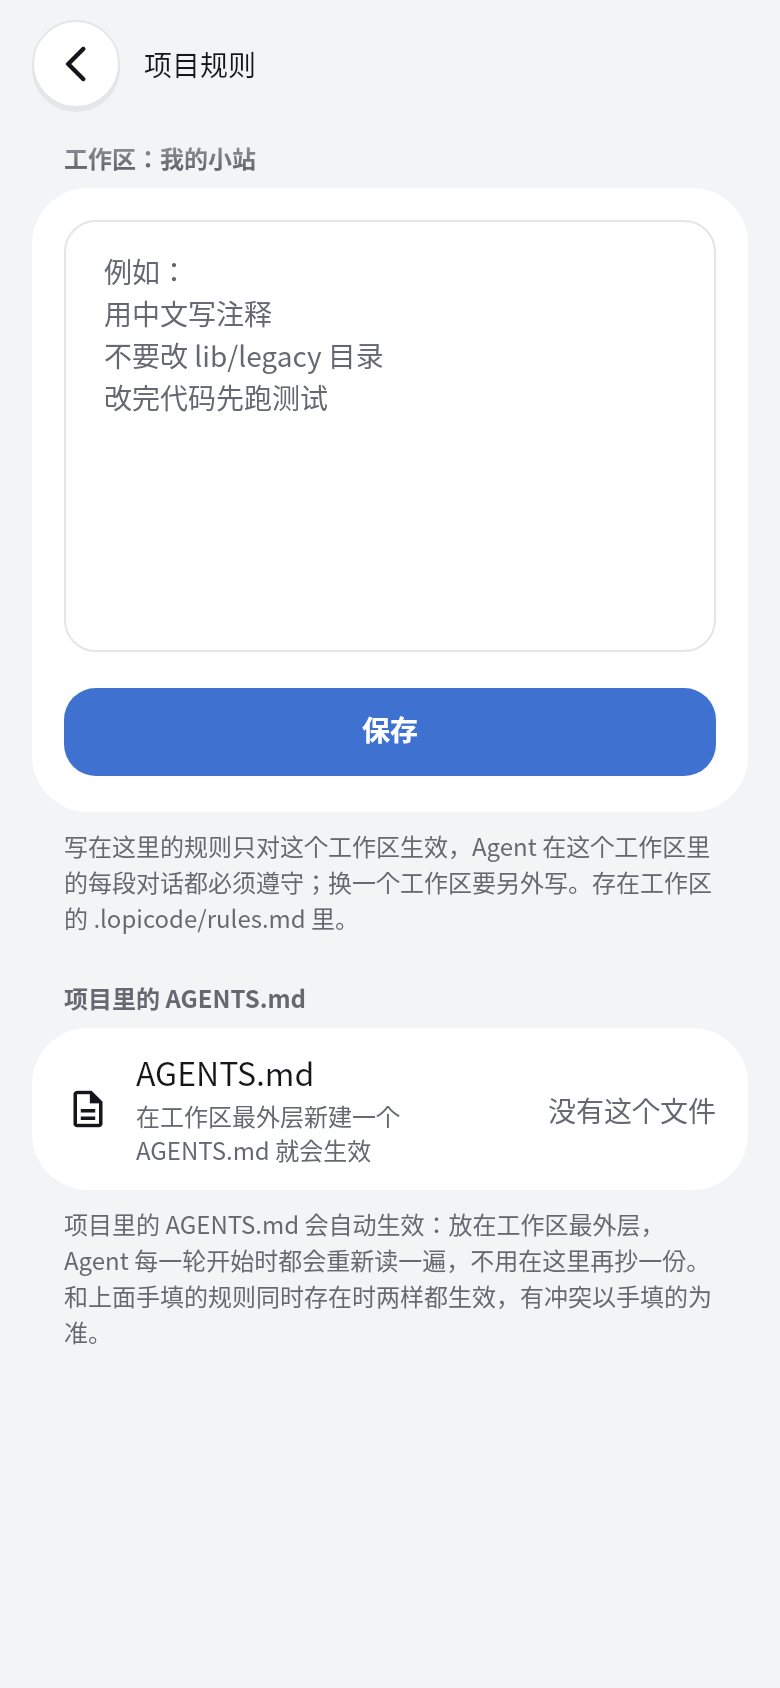 项目规则
工作区：我的小站
例如：
用中文写注释
不要改 lib/legacy 目录
改完代码先跑测试
保存
写在这里的规则只对这个工作区生效，Agent 在这个工作区里
的每段对话都必须遵守；换一个工作区要另外写。存在工作区
的 .lopicode/rules.md 里。
项目里的 AGENTS.md
AGENTS.md
在工作区最外层新建一个
AGENTS.md 就会生效
没有这个文件
项目里的 AGENTS.md 会自动生效：放在工作区最外层，
Agent 每一轮开始时都会重新读一遍，不用在这里再抄一份。
和上面手填的规则同时存在时两样都生效，有冲突以手填的为
准。